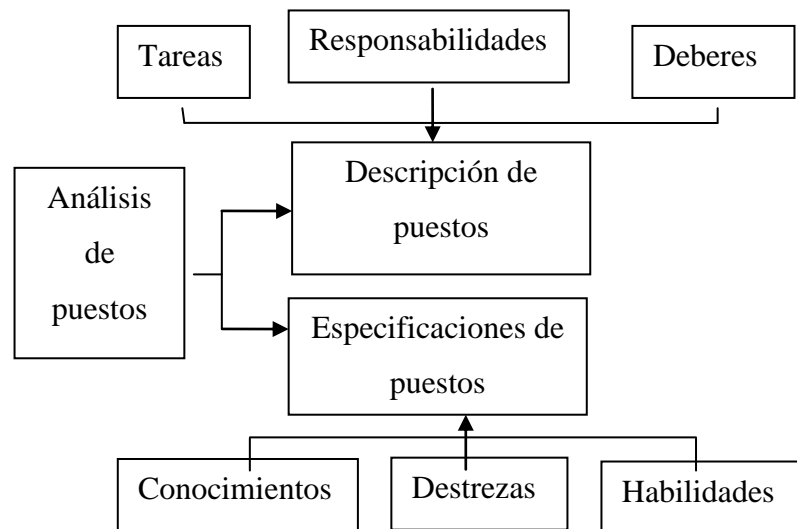 Tareas
Responsabilidades
Deberes
Análisis
de
puestos
Descripción de
puestos
Especificaciones de
puestos
Conocimientos
Destrezas
Habilidades